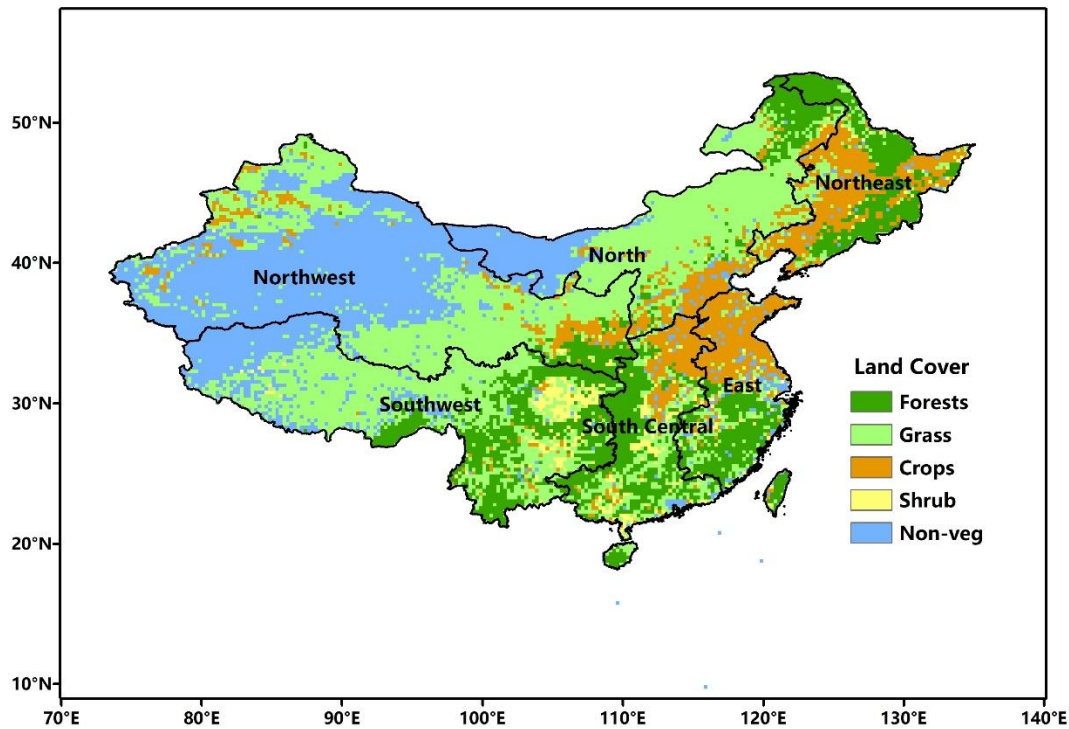 50°N
40°N
30°N
20°N
10°N
Northeast
North
Northwest
East
Southwest
South Central
Land Cover
Forests
Grass
Crops
Shrub
Non-veg
70°E 80°E 90°E 100°E 110°E 120°E 130°E 140°E